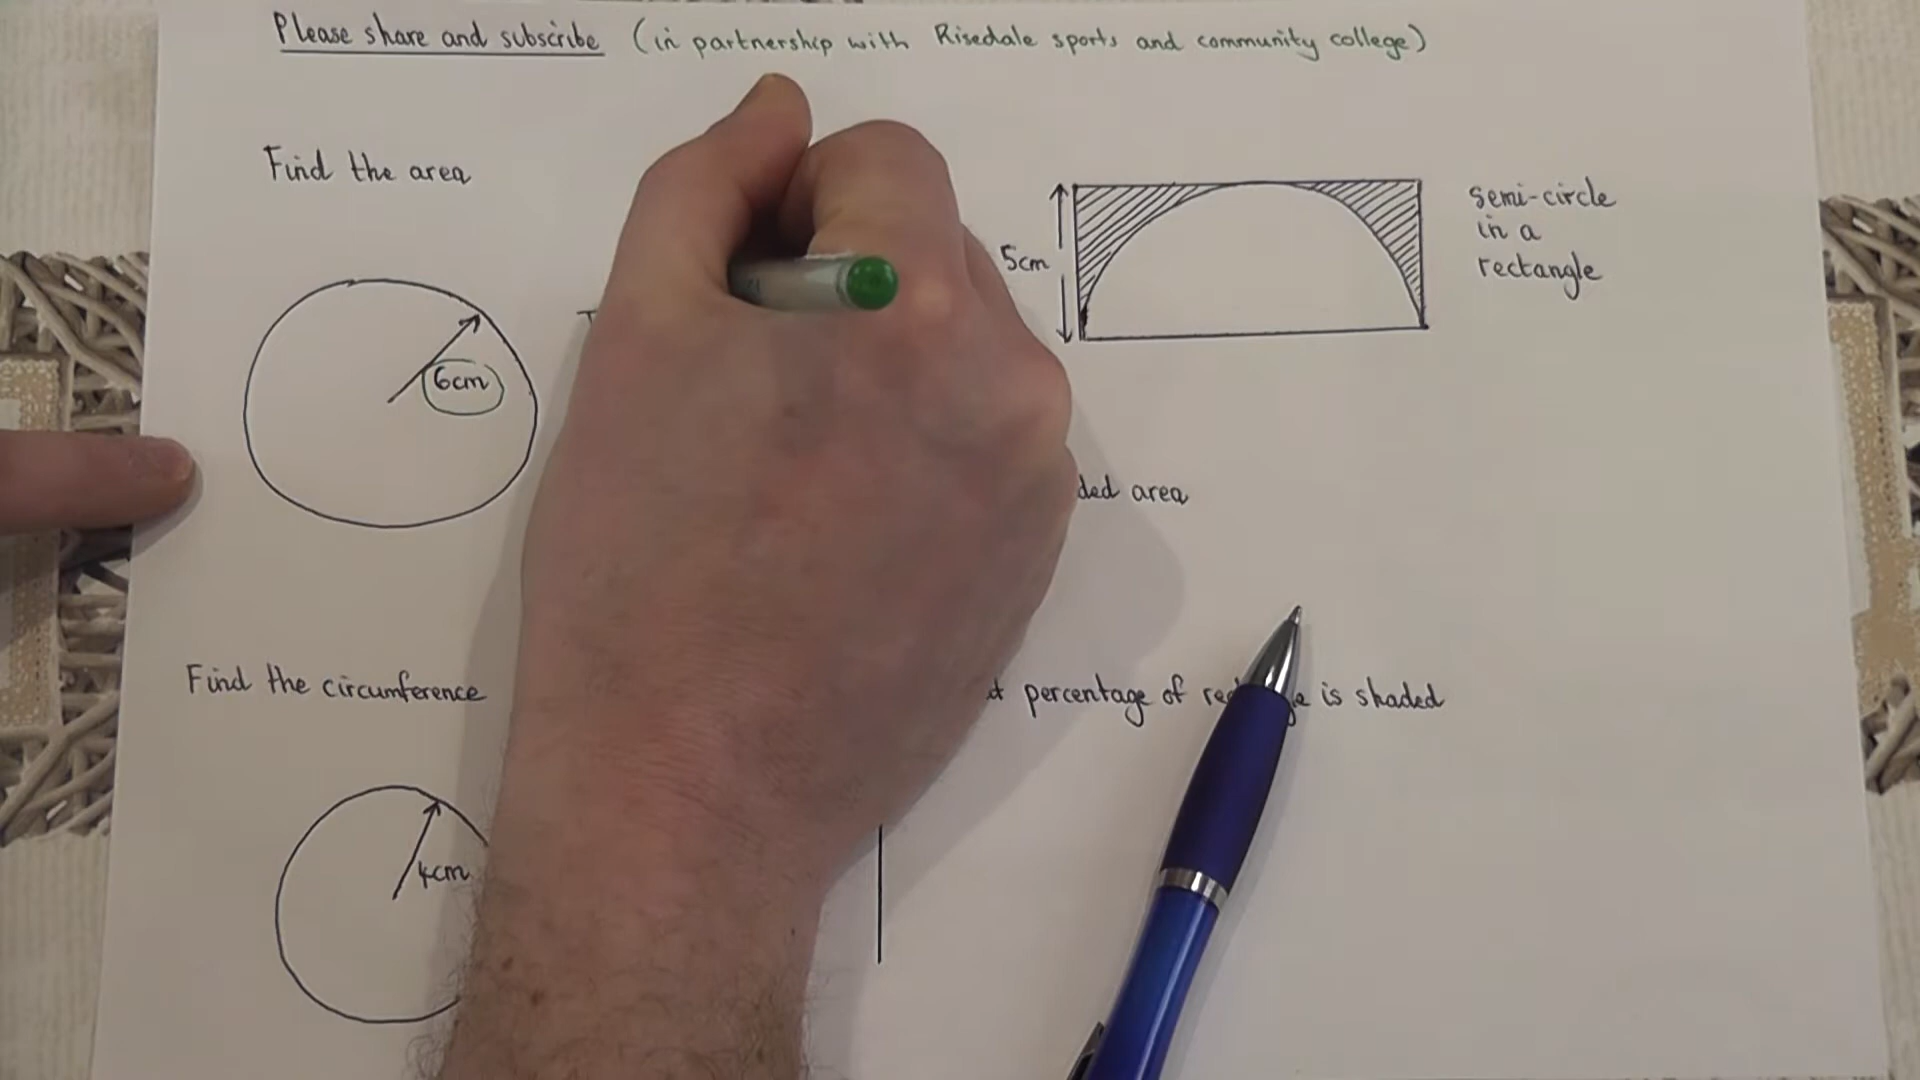 Please share and subscribe (in partnership with Risedale sports and community college)
Find the area
6cm
5cm
semi-circle
in a
rectangle
area
Find the circumference
percentage of is shaded
4cm